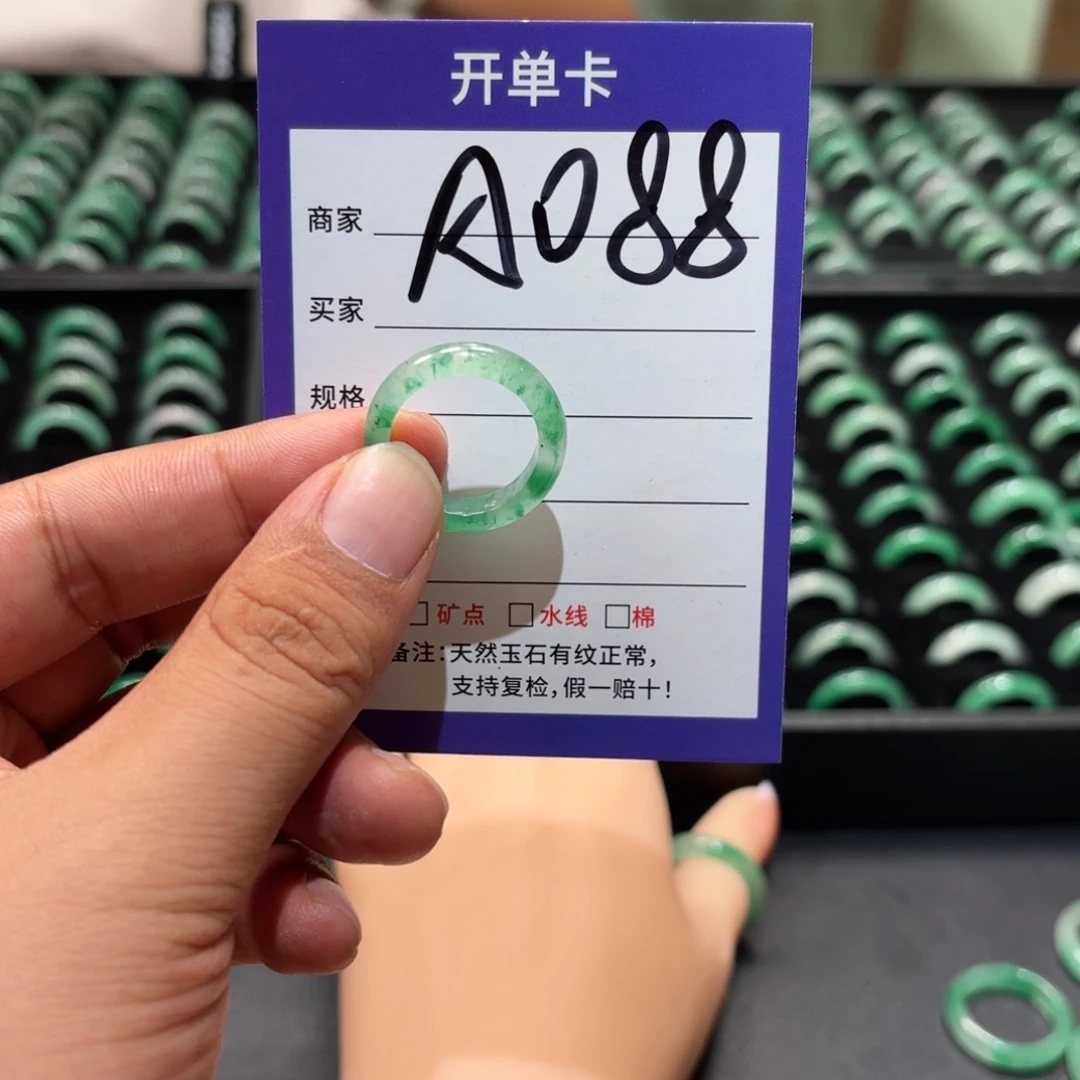 开单卡
商家 A088
买家
规格
□矿点 □水线 □棉
备注：天然玉石有纹正常，
支持复检，假一赔十！